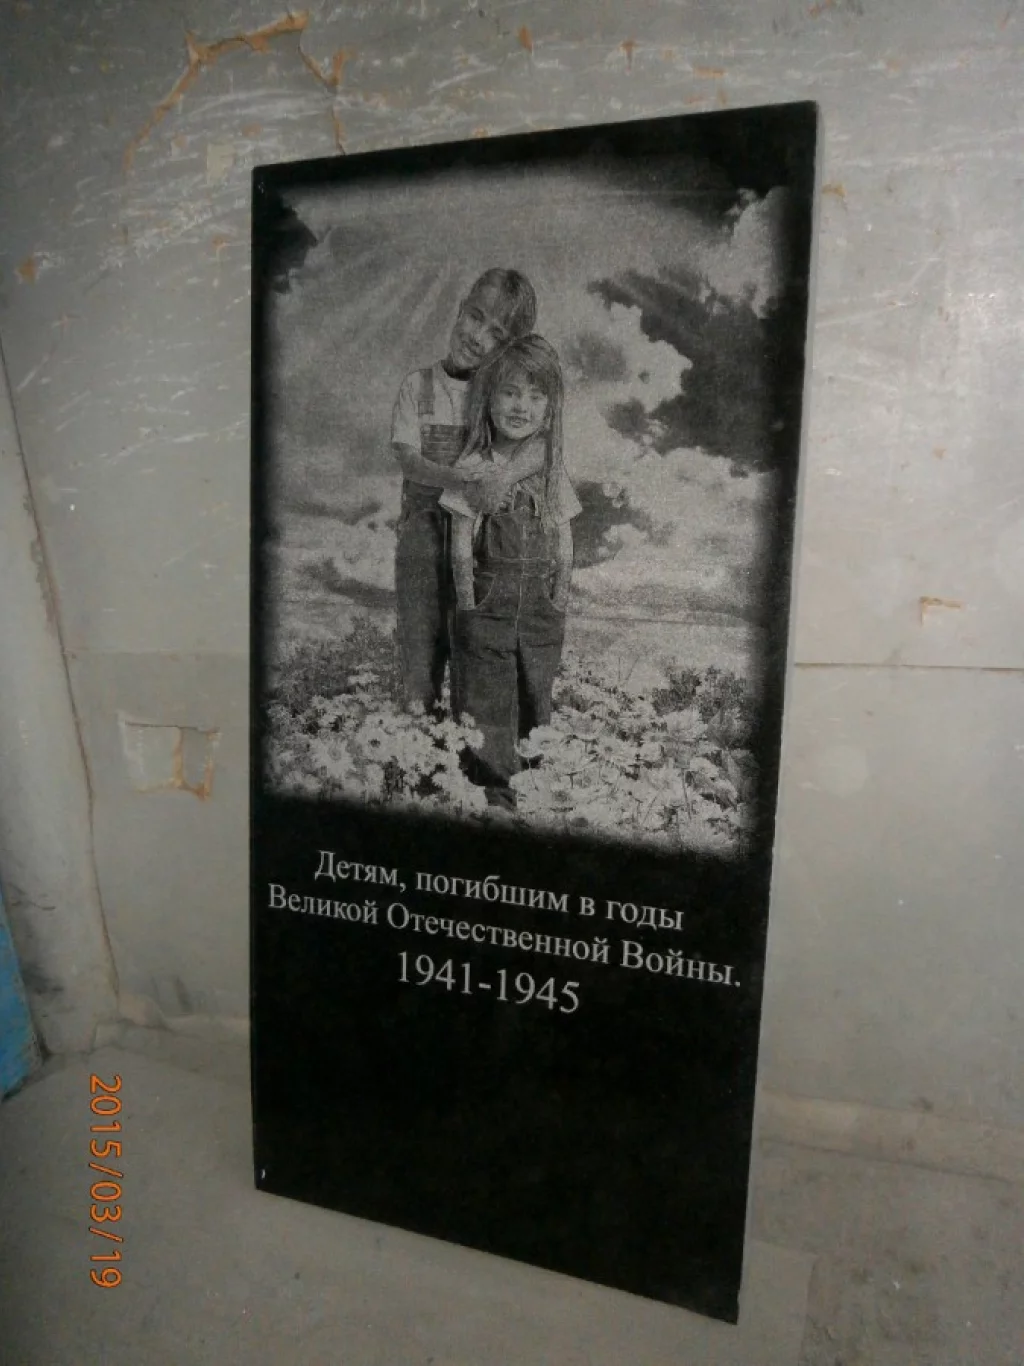 Детям, погибшим в годы
Великой Отечественной Войны.
1941-1945
2015/03/19